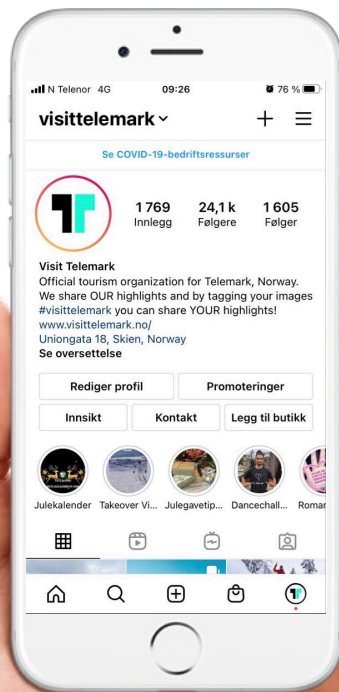 N Telenor 4G 09:26 76 %
visittelemark
Se COVID-19-bedriftsressurser
1 769 24,1 k 1 605
Innlegg Følgere Følger
Visit Telemark
Official tourism organization for Telemark, Norway.
We share OUR highlights and by tagging your images
#visittelemark you can share YOUR highlights!
www.visittelemark.no/
Uniongata 18, Skien, Norway
Se oversettelse
Rediger profil Promoteringer
Innsikt Kontakt Legg til butikk
Julekalender Takeover Vi... Julegavetip... Dancechall... Romar